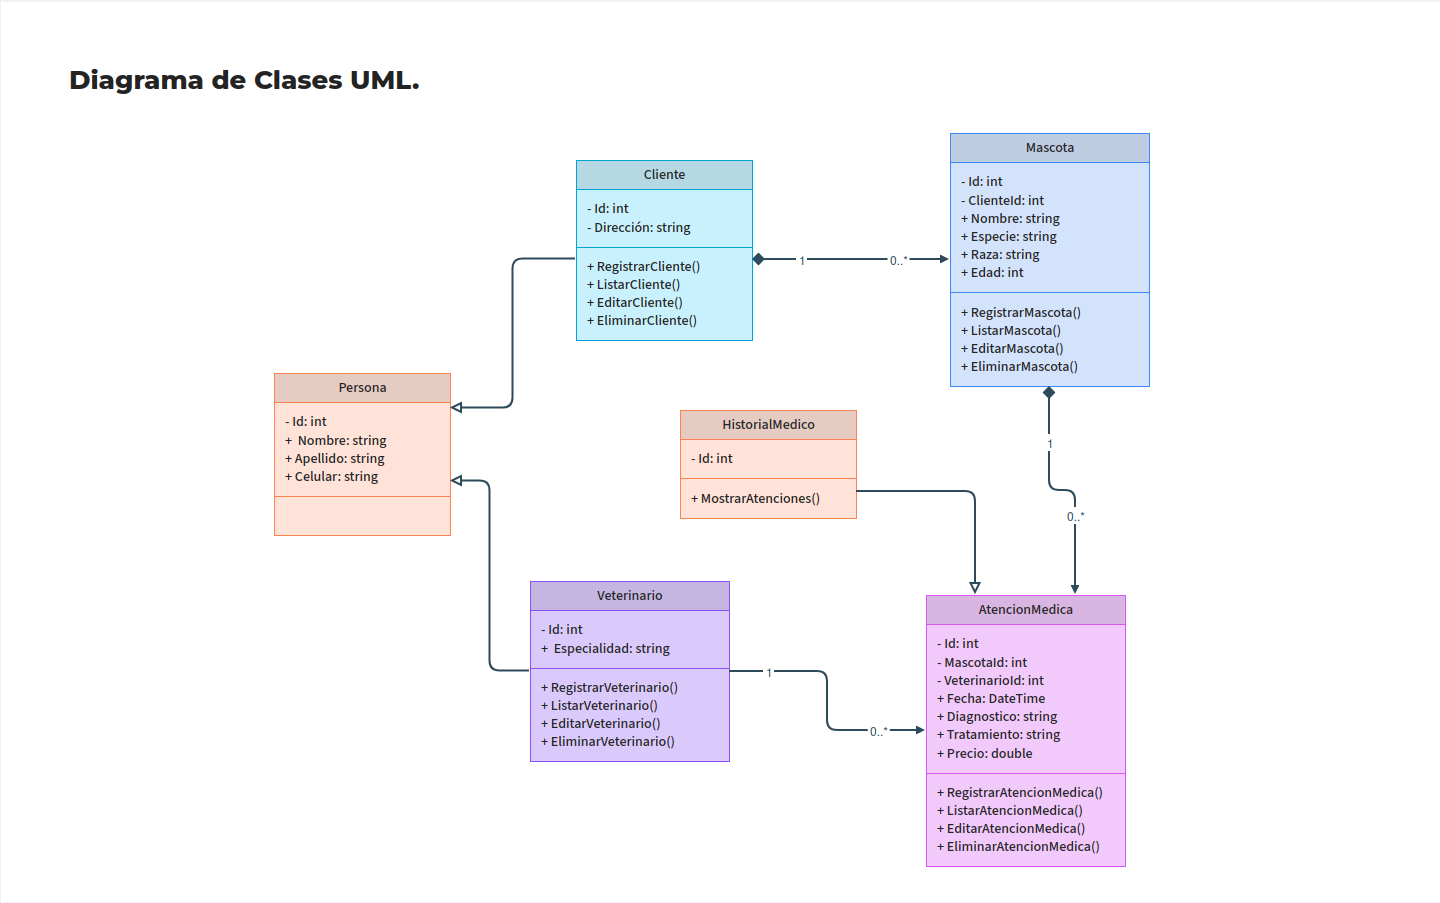 Diagrama de Clases UML.
Cliente
- Id: int
- Dirección: string
+ RegistrarCliente()
+ ListarCliente()
+ EditarCliente()
+ EliminarCliente()
1
0..*
Mascota
- Id: int
- ClienteId: int
+ Nombre: string
+ Especie: string
+ Raza: string
+ Edad: int
+ RegistrarMascota()
+ ListarMascota()
+ EditarMascota()
+ EliminarMascota()
Persona
- Id: int
+ Nombre: string
+ Apellido: string
+ Celular: string
HistorialMedico
- Id: int
+ MostrarAtenciones()
1
0..*
Veterinario
- Id: int
+ Especialidad: string
+ RegistrarVeterinario()
+ ListarVeterinario()
+ EditarVeterinario()
+ EliminarVeterinario()
1
0..*
AtencionMedica
- Id: int
- MascotaId: int
- VeterinarioId: int
+ Fecha: DateTime
+ Diagnostico: string
+ Tratamiento: string
+ Precio: double
+ RegistrarAtencionMedica()
+ ListarAtencionMedica()
+ EditarAtencionMedica()
+ EliminarAtencionMedica()